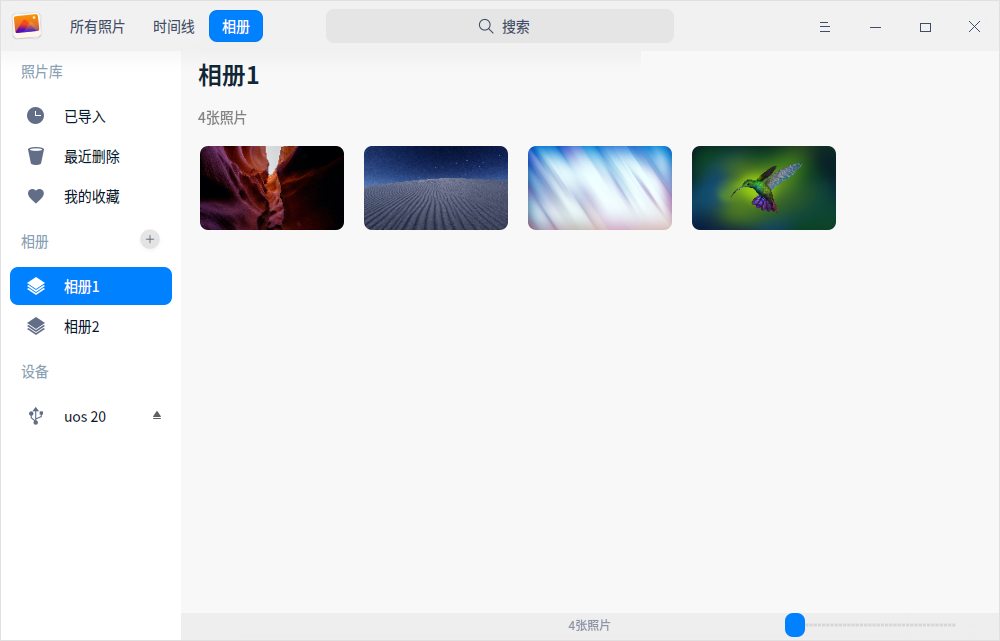 所有照片 时间线 相册 搜索
照片库
已导入
最近删除
我的收藏
相册
相册1
相册2
设备
uos 20
相册1
4张照片
4张照片